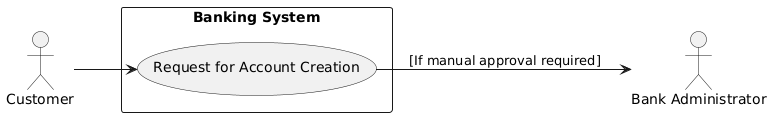 Banking System
Request for Account Creation
[If manual approval required]
Customer
Bank Administrator